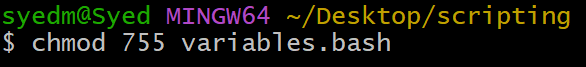 syedm@Syed MINGW64 ~/Desktop/scripting
$ chmod 755 variables.bash